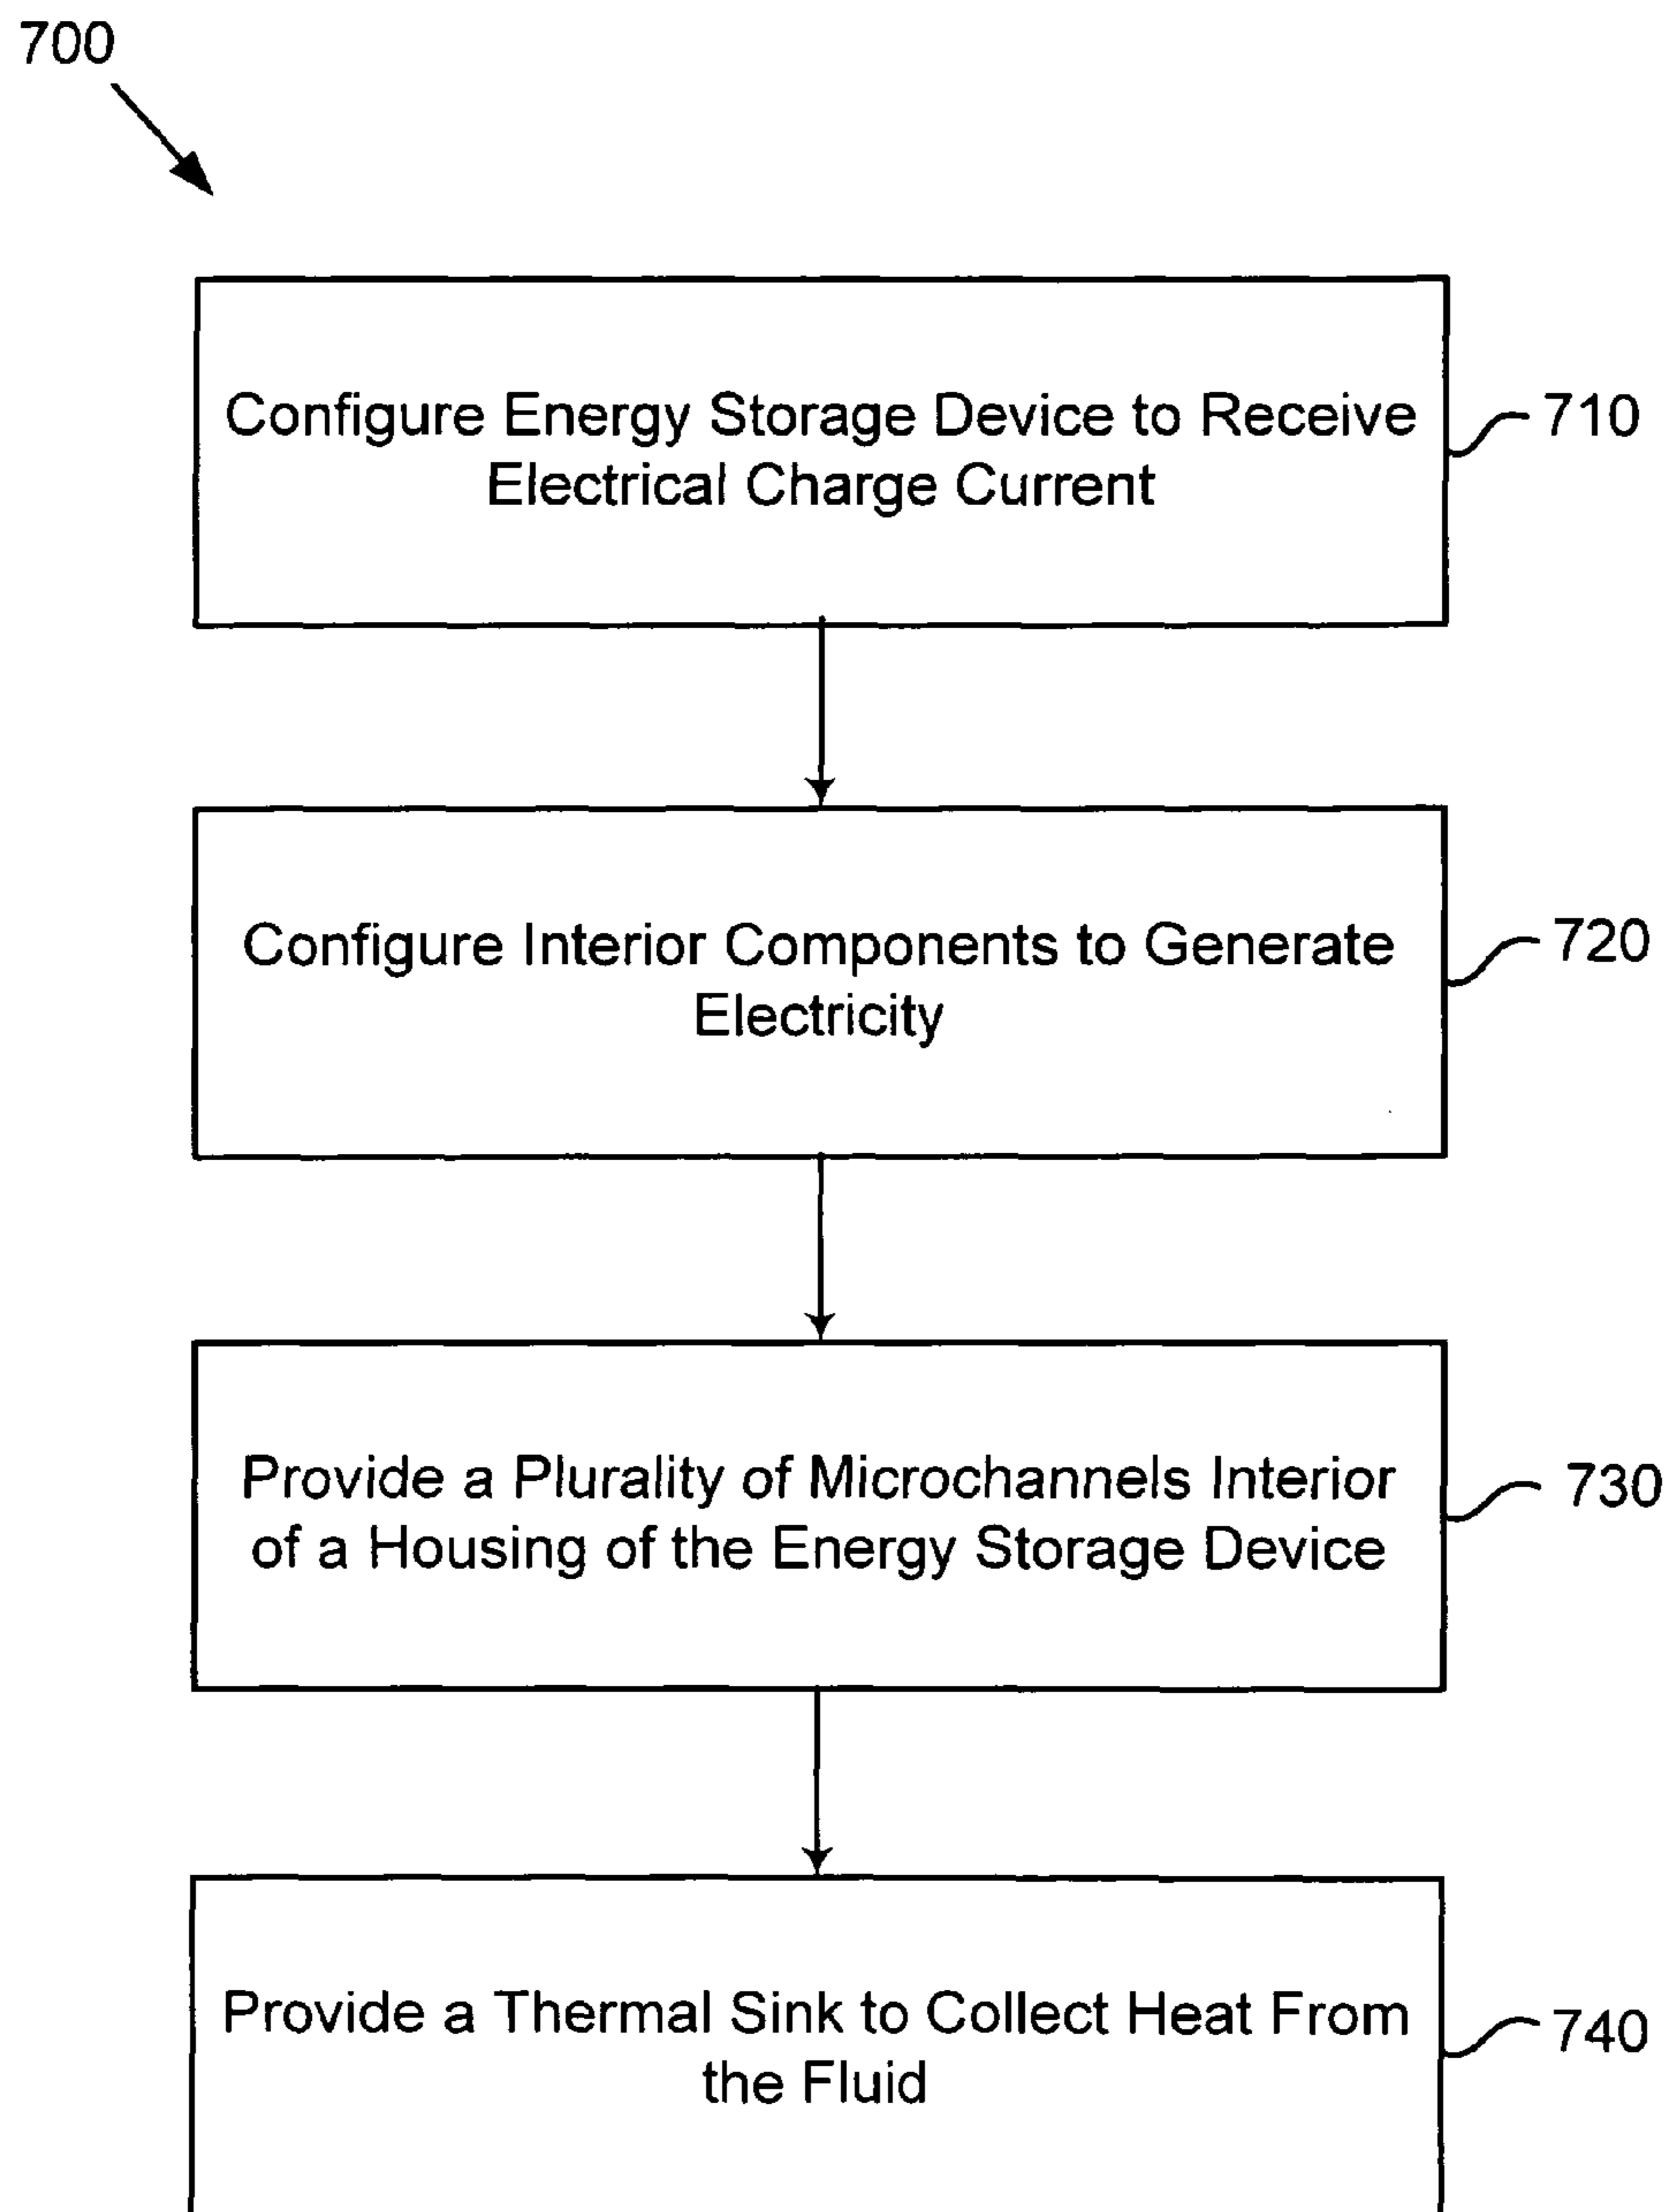 700
Configure Energy Storage Device to Receive
Electrical Charge Current
710
Configure Interior Components to Generate
Electricity
720
Provide a Plurality of Microchannels Interior
of a Housing of the Energy Storage Device
730
Provide a Thermal Sink to Collect Heat From
the Fluid
740